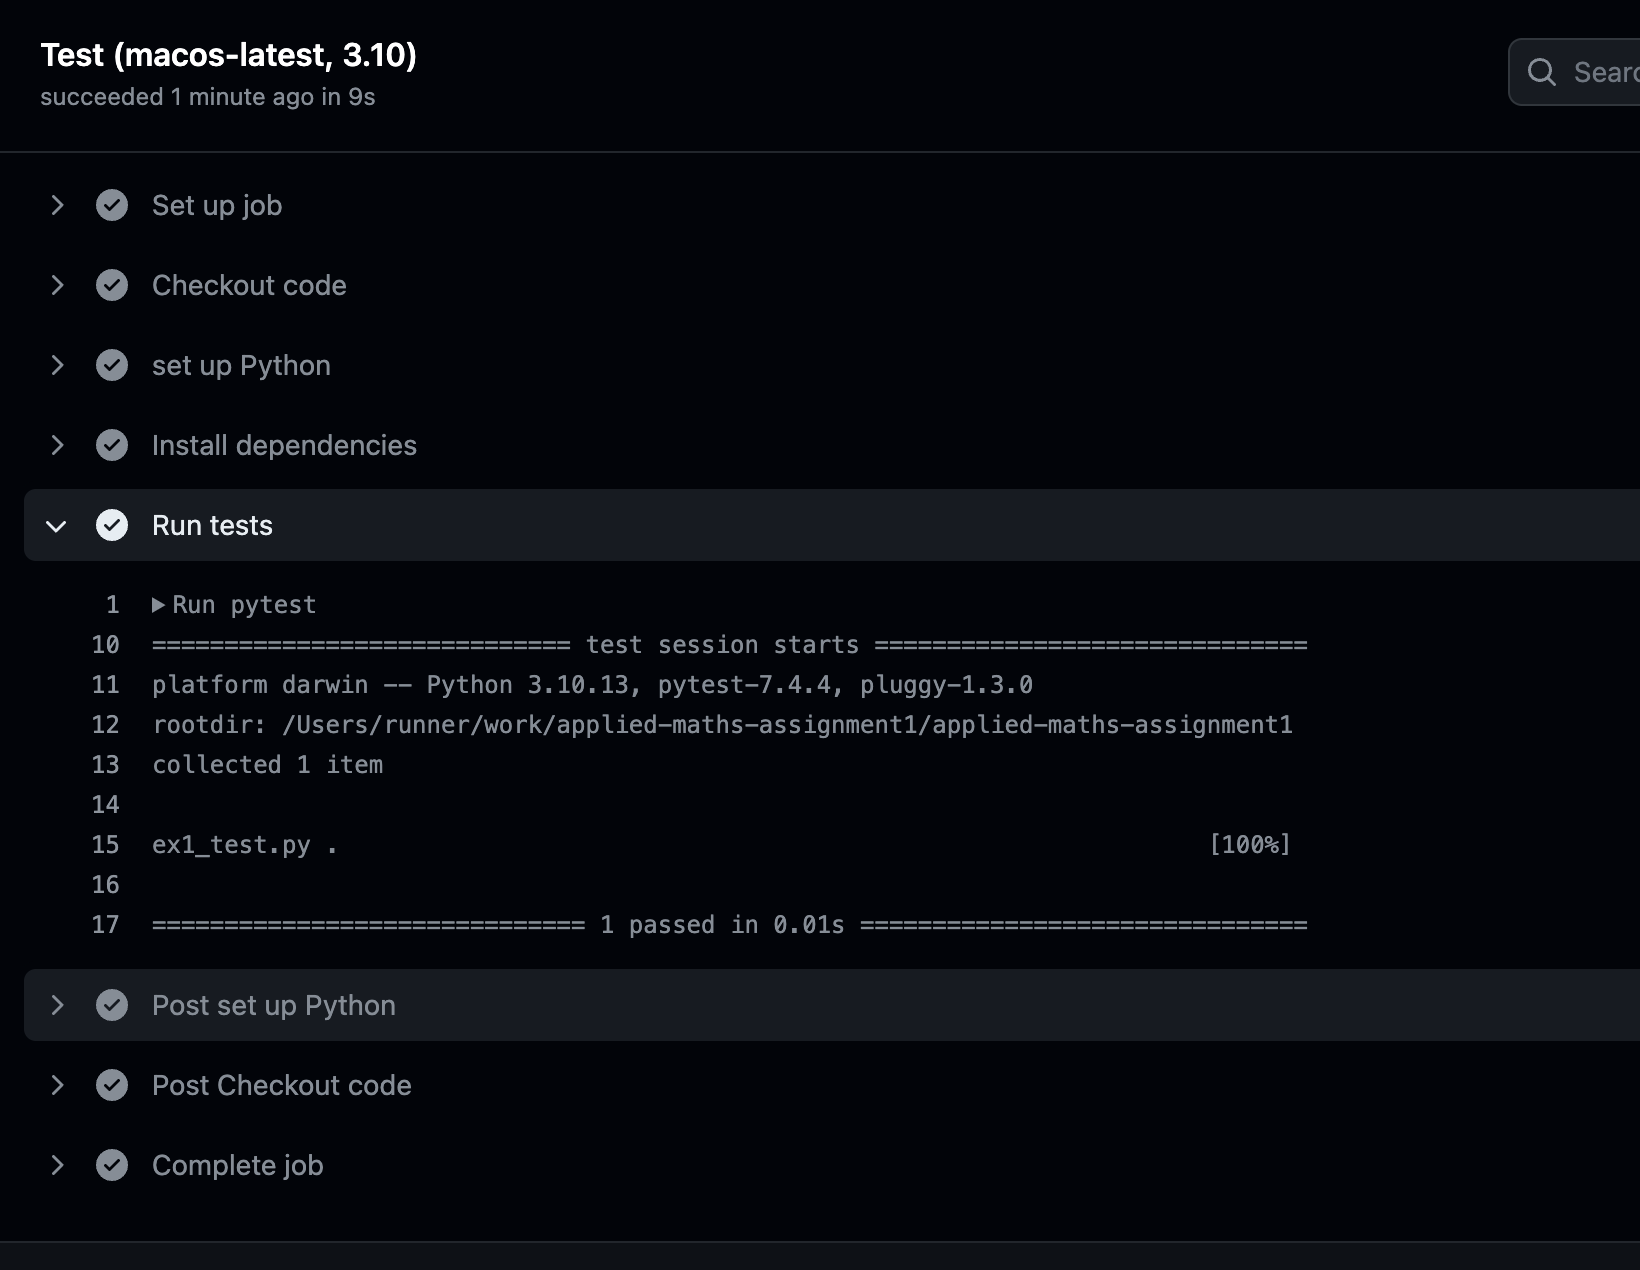 Test (macos-latest, 3.10)
succeeded 1 minute ago in 9s
Set up job
Checkout code
set up Python
Install dependencies
Run tests
1 Run pytest
10 ============================= test session starts ==============================
11 platform darwin -- Python 3.10.13, pytest-7.4.4, pluggy-1.3.0
12 rootdir: /Users/runner/work/applied-maths-assignment1/applied-maths-assignment1
13 collected 1 item
14
15 ex1_test.py . [100%]
16
17 ============================== 1 passed in 0.01s ===============================
Post set up Python
Post Checkout code
Complete job